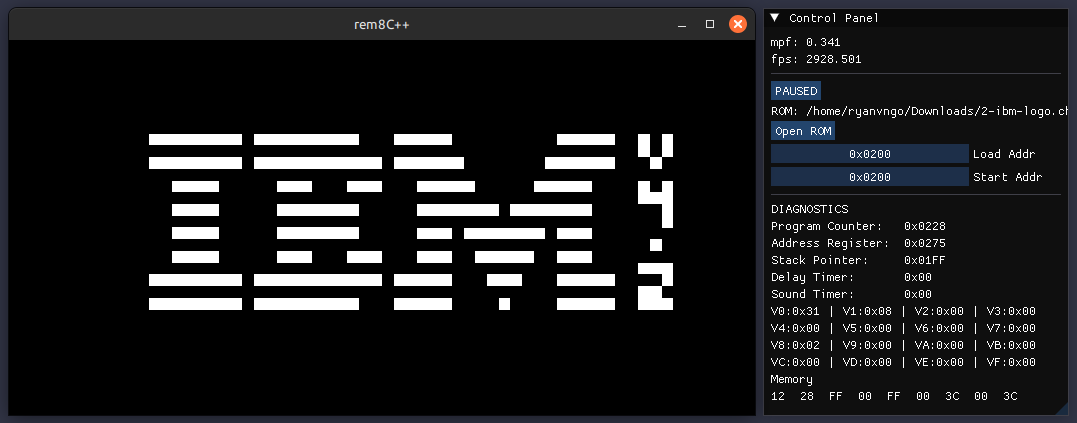 rem8C++
IBM
Control Panel
mpf: 0.341
fps: 2928.501
PAUSED
ROM: /home/ryanvngo/Downloads/2-ibm-logo.ch
Open ROM
0x0200 Load Addr
0x0200 Start Addr
DIAGNOSTICS
Program Counter: 0x0228
Address Register: 0x0275
Stack Pointer: 0x01FF
Delay Timer: 0x00
Sound Timer: 0x00
V0:0x31 | V1:0x08 | V2:0x00 | V3:0x00
V4:0x00 | V5:0x00 | V6:0x00 | V7:0x00
V8:0x02 | V9:0x00 | VA:0x00 | VB:0x00
VC:0x00 | VD:0x00 | VE:0x00 | VF:0x00
Memory
12 28 FF 00 FF 00 3C 00 3C